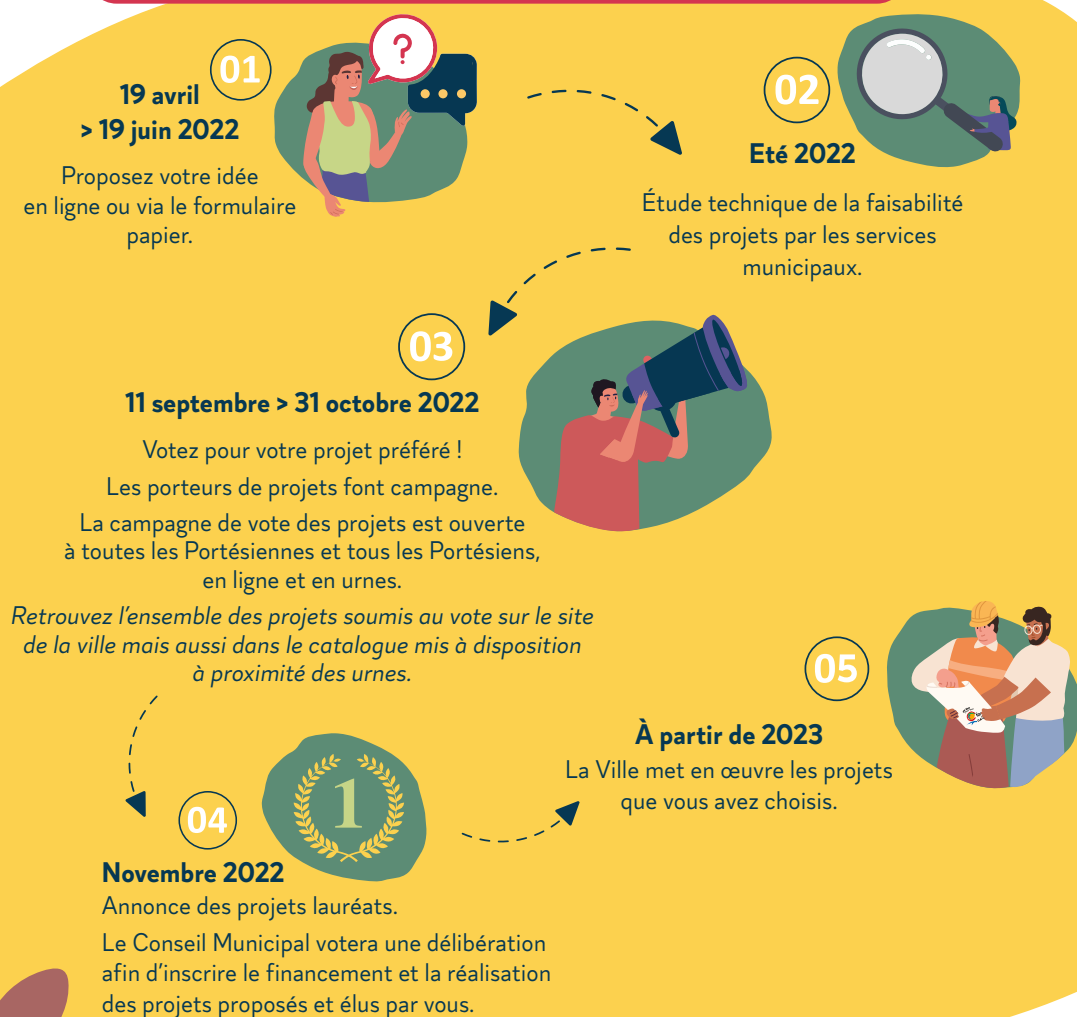 01
19 avril
> 19 juin 2022
Proposez votre idée
en ligne ou via le formulaire
papier.
?
02
Eté 2022
Étude technique de la faisabilité
des projets par les services
municipaux.
03
11 septembre > 31 octobre 2022
Votez pour votre projet préféré !
Les porteurs de projets font campagne.
La campagne de vote des projets est ouverte
à toutes les Portésiennes et tous les Portésiens,
en ligne et en urnes.
Retrouvez l’ensemble des projets soumis au vote sur le site
de la ville mais aussi dans le catalogue mis à disposition
à proximité des urnes.
04
1
Novembre 2022
Annonce des projets lauréats.
Le Conseil Municipal votera une délibération
afin d’inscrire le financement et la réalisation
des projets proposés et élus par vous.
05
À partir de 2023
La Ville met en œuvre les projets
que vous avez choisis.